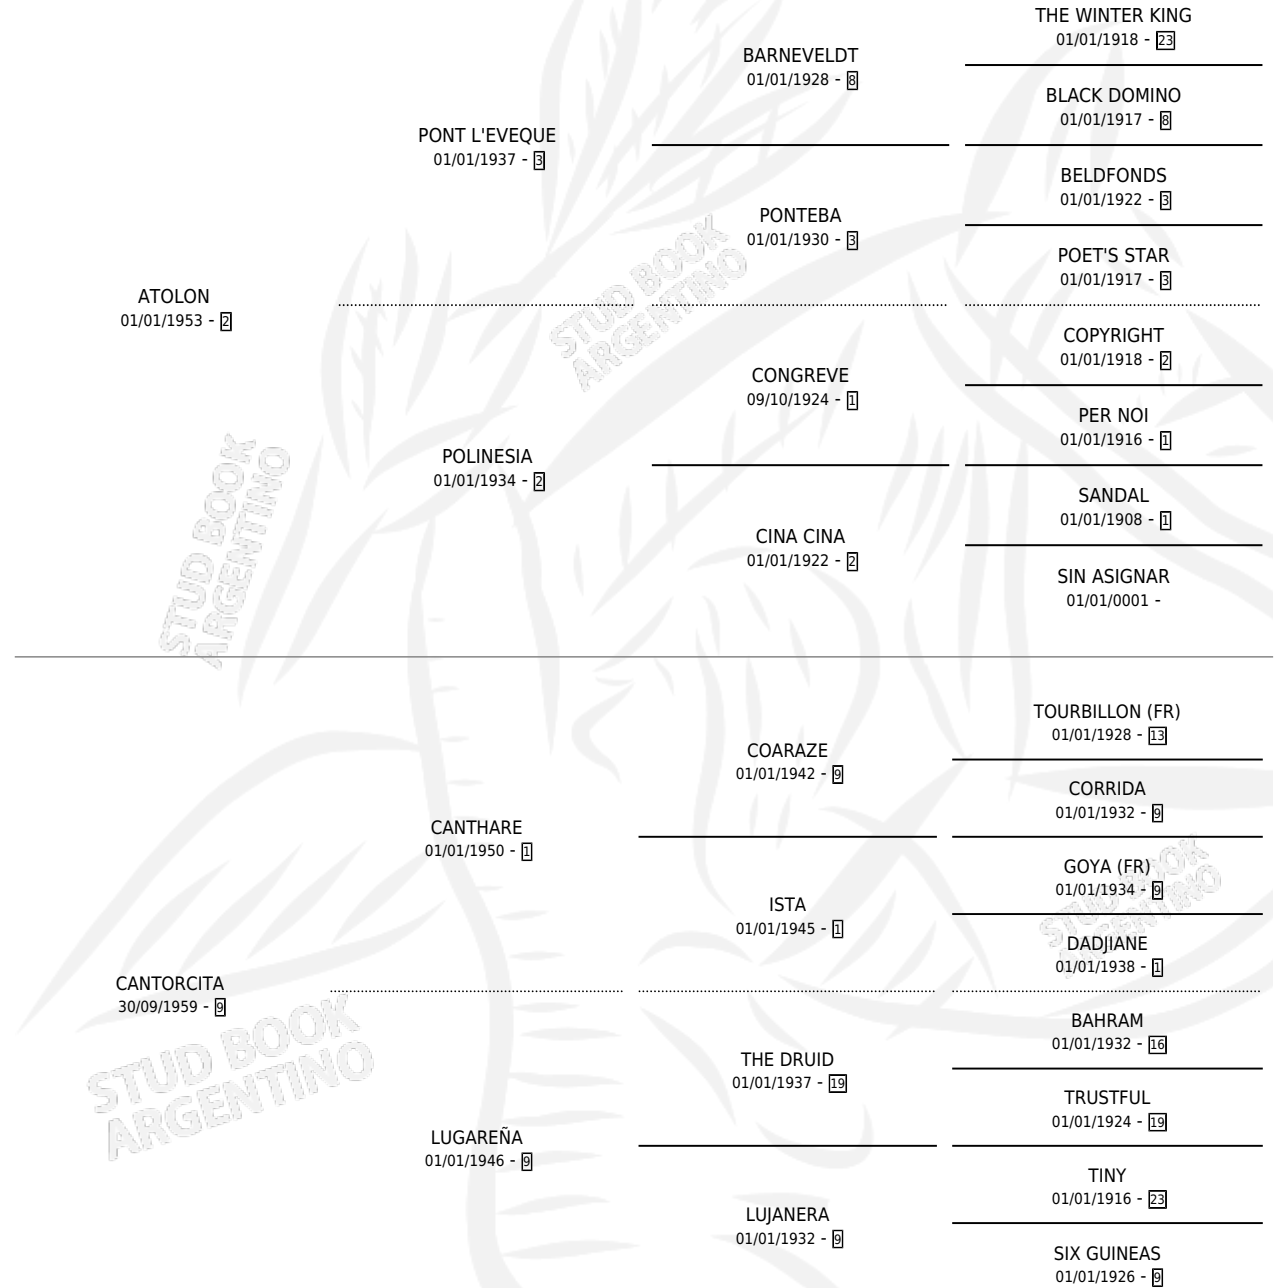 THE WINTER KING
01/01/1918 - 23
BARNEVELDT
01/01/1928 - 8
BLACK DOMINO
01/01/1917 - 8
PONT L'EVEQUE
01/01/1937 - 3
BELDFONDS
01/01/1922 - 3
PONTEBA
01/01/1930 - 3
POET'S STAR
01/01/1917 - 3
ATOLON
01/01/1953 - 2
COPYRIGHT
01/01/1918 - 2
CONGREVE
09/10/1924 - 1
PER NOI
01/01/1916 - 1
POLINESIA
01/01/1934 - 2
SANDAL
01/01/1908 - 1
CINA CINA
01/01/1922 - 2
SIN ASIGNAR
01/01/0001 -
STUD BOOK
ARGENTINO
STUD BOOK
ARGENTINO
TOURBILLON (FR)
01/01/1928 - 13
COARAZE
01/01/1942 - 9
CORRIDA
01/01/1932 - 9
CANTHARE
01/01/1950 - 1
GOYA (FR)
01/01/1934 - 9
ISTA
01/01/1945 - 1
DADJIANE
01/01/1938 - 1
CANTORCITA
30/09/1959 - 9
BAHRAM
01/01/1932 - 16
THE DRUID
01/01/1937 - 19
TRUSTFUL
01/01/1924 - 19
LUGAREÑA
01/01/1946 - 9
TINY
01/01/1916 - 23
LUJANERA
01/01/1932 - 9
SIX GUINEAS
01/01/1926 - 9
STUD BOOK
ARGENTINO
STUD BOOK
ARGENTINO